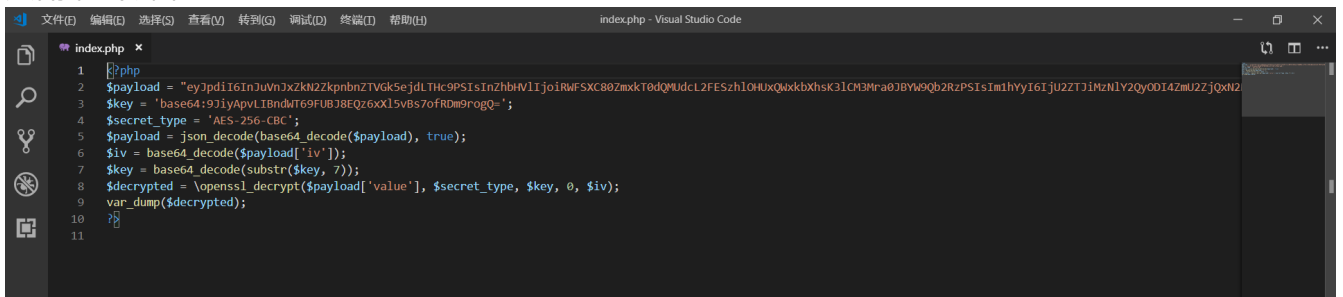 文件(F) 编辑(E) 选择(S) 查看(V) 转到(G) 调试(D) 终端(T) 帮助(H) index.php - Visual Studio Code
index.php
1 <?php
2 $payload = "eyJpdiI6InJuVnJxZkN2ZkpnbnZTVGk5ejdLTHc9PSIsInZhbHVlIjoiRWFSXC80ZmxkT0dQMUdcL2FESzhlOHUxQWxkbXhsK3lCM3Mra0JBYW9Qb2RzPSIsIm1hYyI6IjU2ZTJiMzNlY2QyODI4ZmU2ZjQxN2
3 $key = 'base64:9JiyApvLIBndWT69FUBJ8EQz6xXl5vBs7ofRDm9rogQ=';
4 $secret_type = 'AES-256-CBC';
5 $payload = json_decode(base64_decode($payload), true);
6 $iv = base64_decode($payload['iv']);
7 $key = base64_decode(substr($key, 7));
8 $decrypted = \openssl_decrypt($payload['value'], $secret_type, $key, 0, $iv);
9 var_dump($decrypted);
10 ?>
11